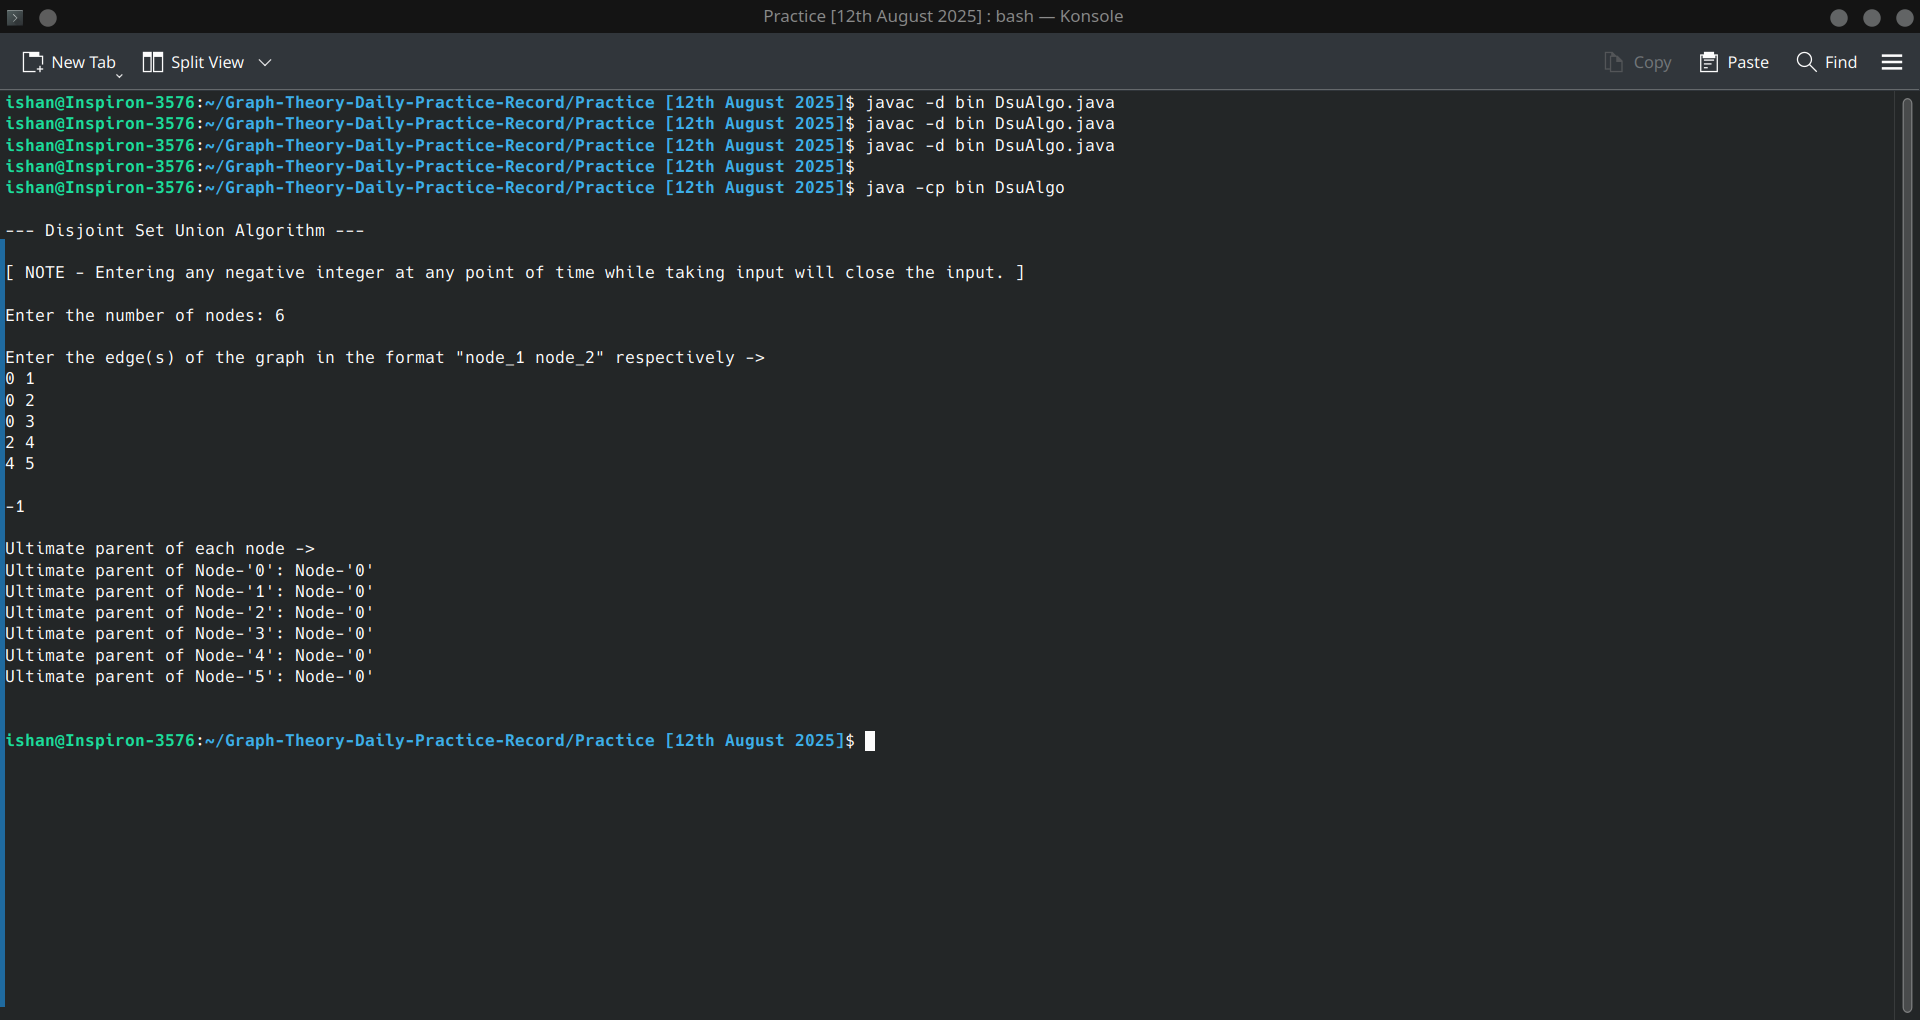 Practice [12th August 2025] : bash — Konsole
New Tab Split View Copy Paste Find
ishan@Inspiron-3576:~/Graph-Theory-Daily-Practice-Record/Practice [12th August 2025]$ javac -d bin DsuAlgo.java
ishan@Inspiron-3576:~/Graph-Theory-Daily-Practice-Record/Practice [12th August 2025]$ javac -d bin DsuAlgo.java
ishan@Inspiron-3576:~/Graph-Theory-Daily-Practice-Record/Practice [12th August 2025]$ javac -d bin DsuAlgo.java
ishan@Inspiron-3576:~/Graph-Theory-Daily-Practice-Record/Practice [12th August 2025]$
ishan@Inspiron-3576:~/Graph-Theory-Daily-Practice-Record/Practice [12th August 2025]$ java -cp bin DsuAlgo
--- Disjoint Set Union Algorithm ---
[ NOTE - Entering any negative integer at any point of time while taking input will close the input. ]
Enter the number of nodes: 6
Enter the edge(s) of the graph in the format "node_1 node_2" respectively ->
0 1
0 2
0 3
2 4
4 5
-1
Ultimate parent of each node ->
Ultimate parent of Node-'0': Node-'0'
Ultimate parent of Node-'1': Node-'0'
Ultimate parent of Node-'2': Node-'0'
Ultimate parent of Node-'3': Node-'0'
Ultimate parent of Node-'4': Node-'0'
Ultimate parent of Node-'5': Node-'0'
ishan@Inspiron-3576:~/Graph-Theory-Daily-Practice-Record/Practice [12th August 2025]$